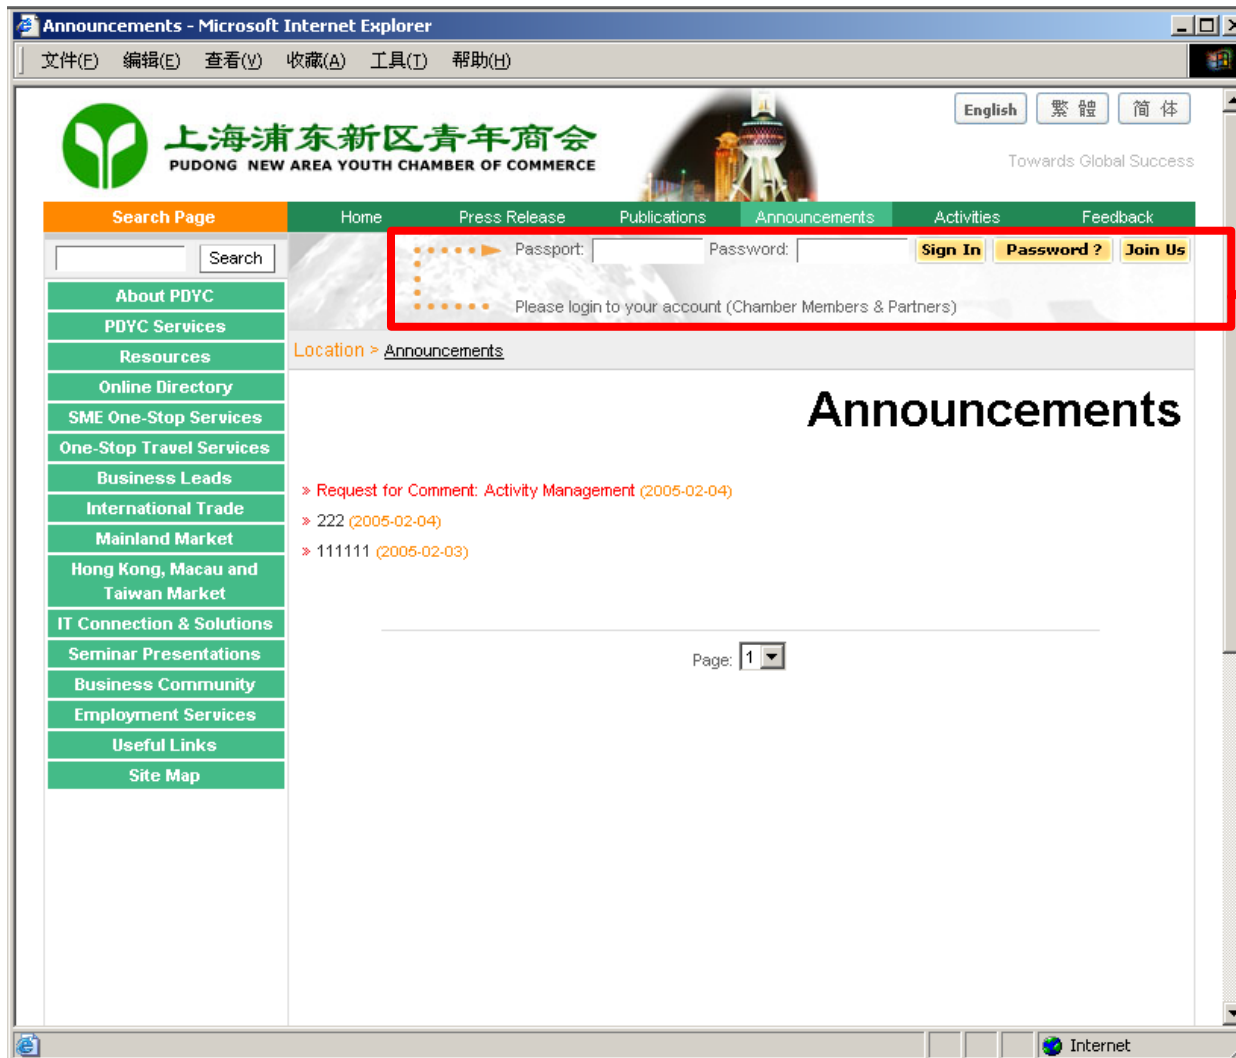 Announcements - Microsoft Internet Explorer
文件(F) 编辑(E) 查看(V) 收藏(A) 工具(T) 帮助(H)
上海浦东新区青年商会
PUDONG NEW AREA YOUTH CHAMBER OF COMMERCE
English 繁體 简体
Towards Global Success
Search Page Home Press Release Publications Announcements Activities Feedback
Search
Passport: Password: Sign In Password ? Join Us
Please login to your account (Chamber Members & Partners)
About PDYC
PDYC Services
Resources
Online Directory
SME One-Stop Services
One-Stop Travel Services
Business Leads
International Trade
Mainland Market
Hong Kong, Macau and
Taiwan Market
IT Connection & Solutions
Seminar Presentations
Business Community
Employment Services
Useful Links
Site Map
Location > Announcements
Announcements
» Request for Comment: Activity Management (2005-02-04)
» 222 (2005-02-04)
» 111111 (2005-02-03)
Page: 1
Internet